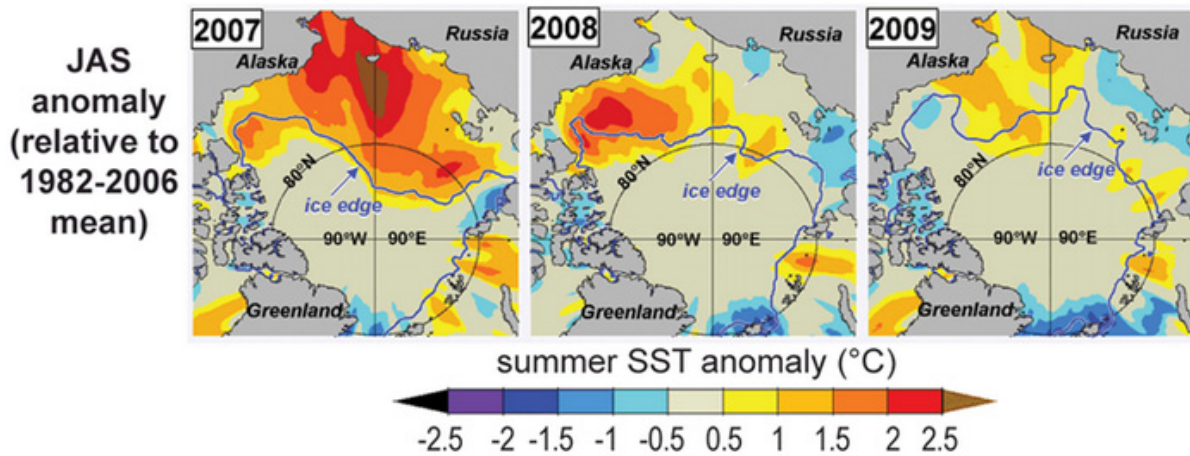 JAS
anomaly
(relative to
1982-2006
mean)
2007
Alaska
Russia
80°N
ice edge
90°W 90°E
Greenland
2008
Alaska
Russia
80°N
ice edge
90°W 90°E
Greenland
2009
Alaska
Russia
80°N
ice edge
90°W 90°E
Greenland
summer SST anomaly (°C)
-2.5 -2 -1.5 -1 -0.5 0.5 1 1.5 2 2.5